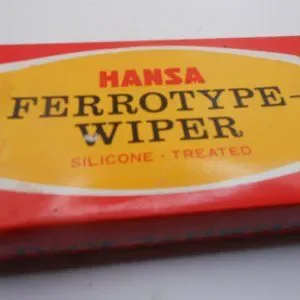 HANSA
FERROTYPE-
WIPER
SILICONE · TREATED